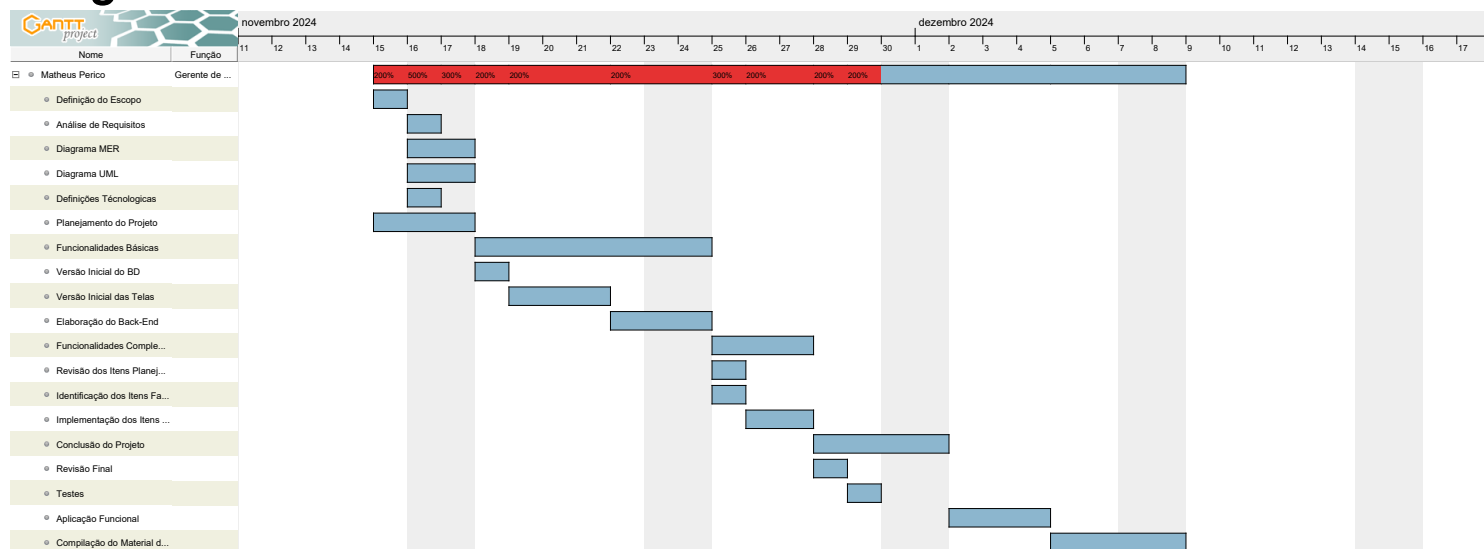 GANTT
project
novembro 2024 dezembro 2024
Nome Função
11 12 13 14 15 16 17 18 19 20 21 22 23 24 25 26 27 28 29 30 1 2 3 4 5 6 7 8 9 10 11 12 13 14 15 16 17
Matheus Perico Gerente de ... 200% 500% 300% 200% 200% 200% 300% 200% 200% 200%
Definição do Escopo
Análise de Requisitos
Diagrama MER
Diagrama UML
Definições Técnologicas
Planejamento do Projeto
Funcionalidades Básicas
Versão Inicial do BD
Versão Inicial das Telas
Elaboração do Back-End
Funcionalidades Comple...
Revisão dos Itens Planej...
Identificação dos Itens Fa...
Implementação dos Itens ...
Conclusão do Projeto
Revisão Final
Testes
Aplicação Funcional
Compilação do Material d...